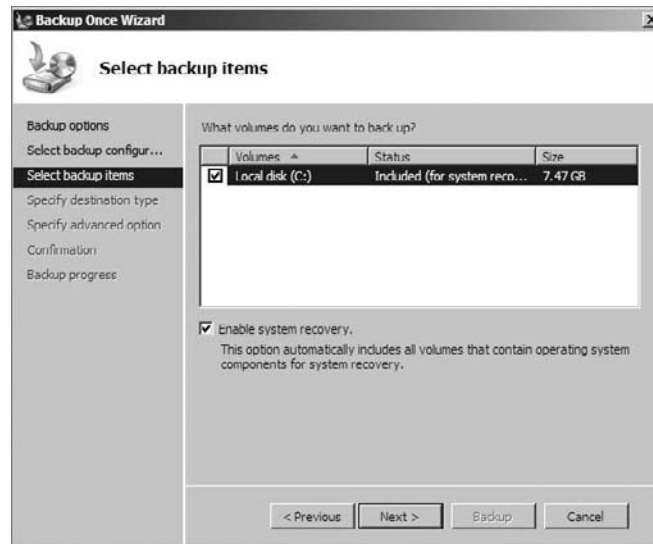 Backup Once Wizard
Select backup items
Backup options
Select backup configur...
Select backup items
Specify destination type
Specify advanced option
Confirmation
Backup progress
What volumes do you want to back up?
Volumes Status Size
Local disk (C:) Included (for system reco... 7.47 GB
Enable system recovery.
This option automatically includes all volumes that contain operating system
components for system recovery.
< Previous Next > Backup Cancel